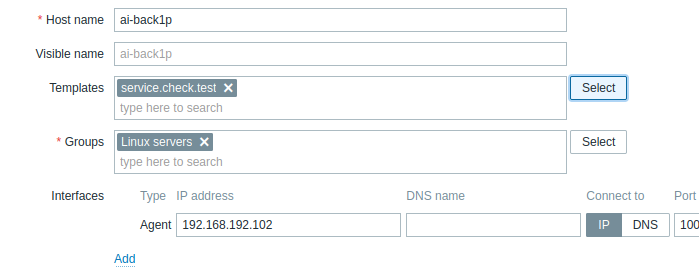 * Host name ai-back1p
Visible name ai-back1p
Templates service.check.test × Select
type here to search
* Groups Linux servers × Select
type here to search
Interfaces Type IP address DNS name Connect to Port
Agent 192.168.192.102 IP DNS 100
Add